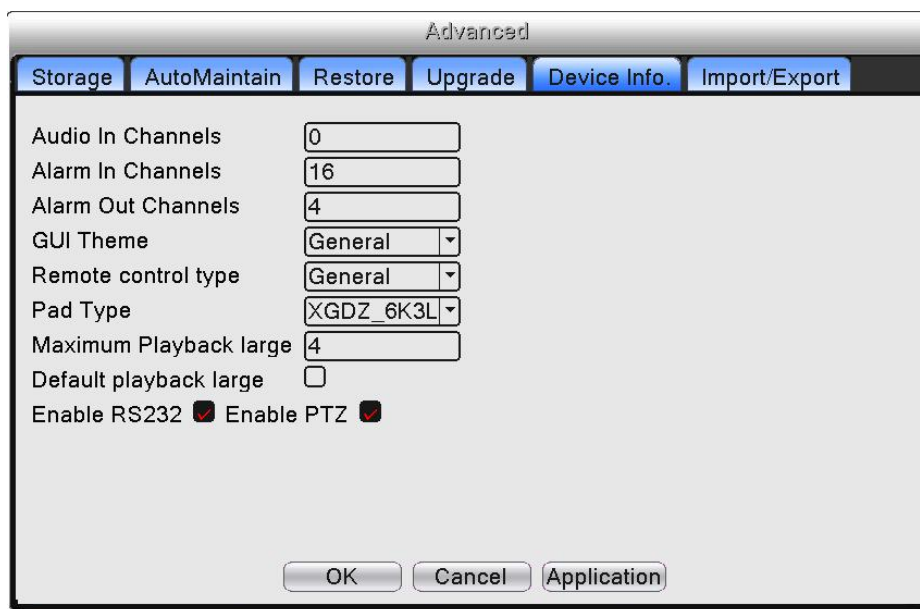 Advanced
Storage AutoMaintain Restore Upgrade Device Info. Import/Export
Audio In Channels 0
Alarm In Channels 16
Alarm Out Channels 4
GUI Theme General
Remote control type General
Pad Type XGDZ_6K3L
Maximum Playback large 4
Default playback large
Enable RS232 Enable PTZ
OK Cancel Application